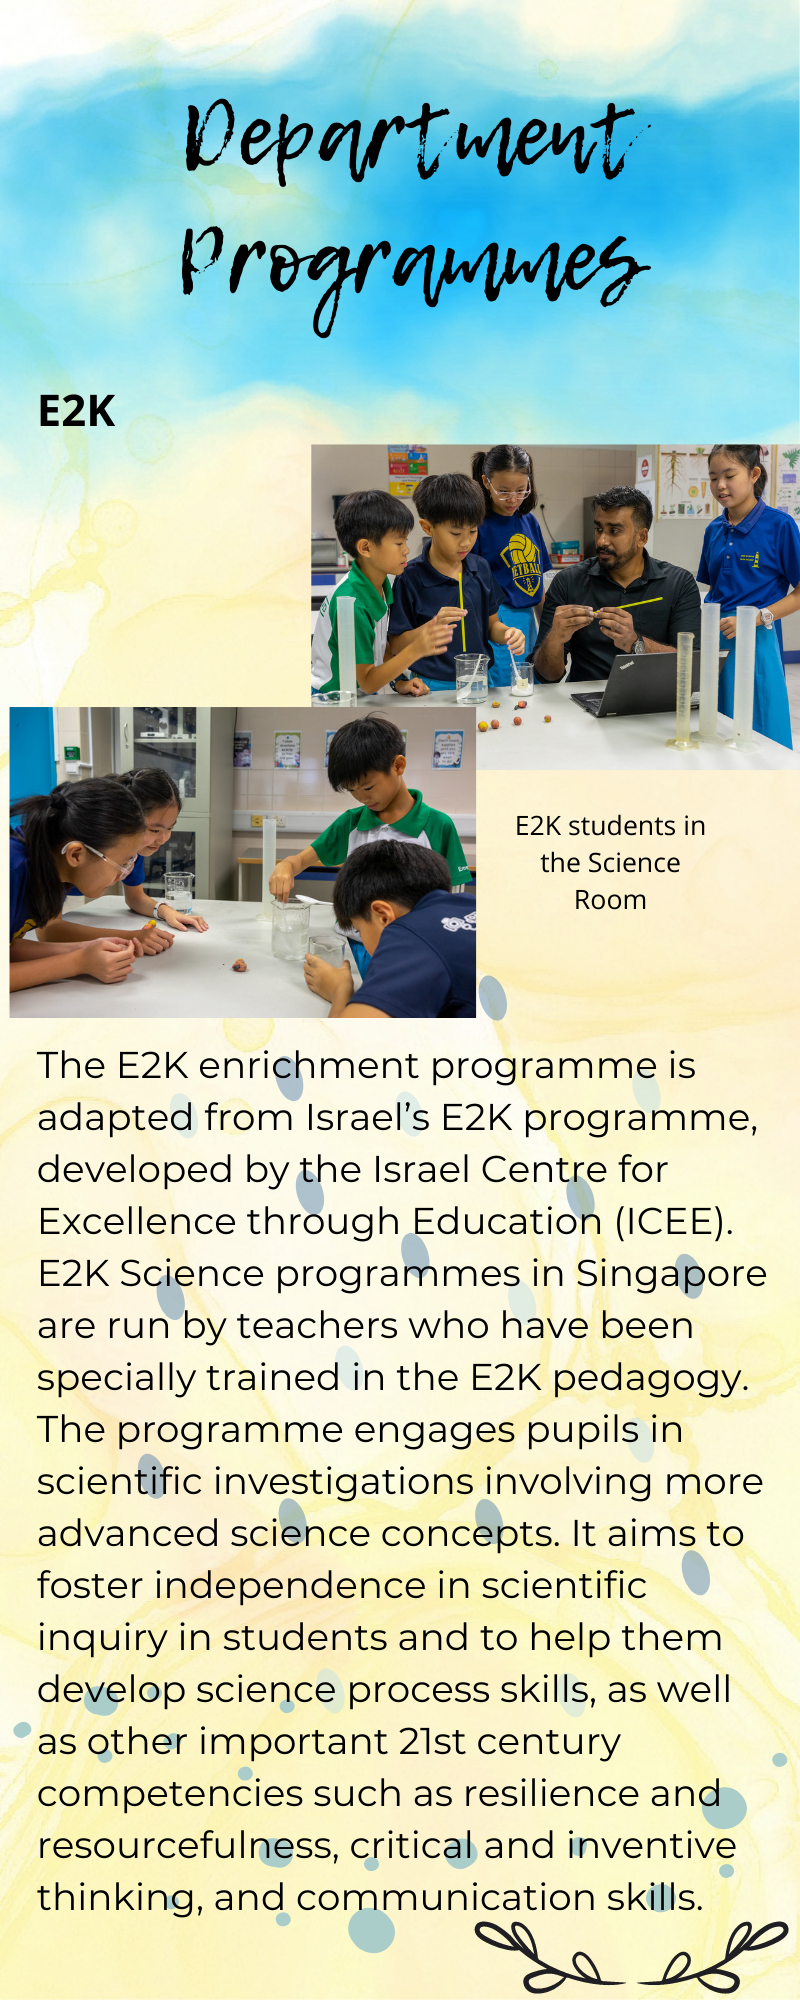 Department
Programmes
E2K
ETBALL
ThinkPad
E2K students in
the Science
Room
The E2K enrichment programme is
adapted from Israel’s E2K programme,
developed by the Israel Centre for
Excellence through Education (ICEE).
E2K Science programmes in Singapore
are run by teachers who have been
specially trained in the E2K pedagogy.
The programme engages pupils in
scientific investigations involving more
advanced science concepts. It aims to
foster independence in scientific
inquiry in students and to help them
develop science process skills, as well
as other important 21st century
competencies such as resilience and
resourcefulness, critical and inventive
thinking, and communication skills.